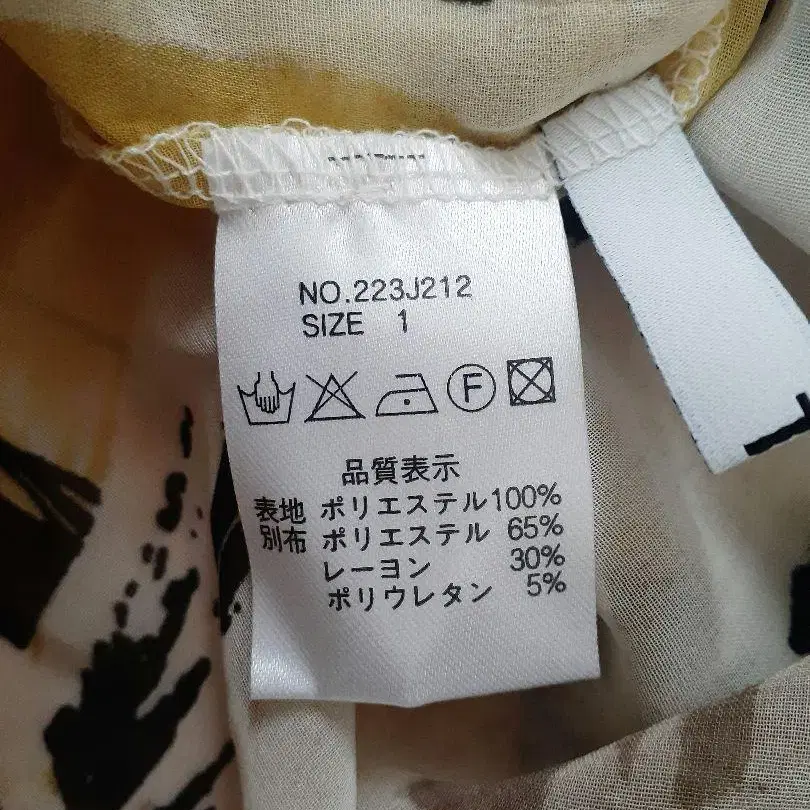 NO.223J212
SIZE 1
F
品質表示
表地 ポリエステル100%
別布 ポリエステル 65%
レーヨン 30%
ポリウレタン 5%